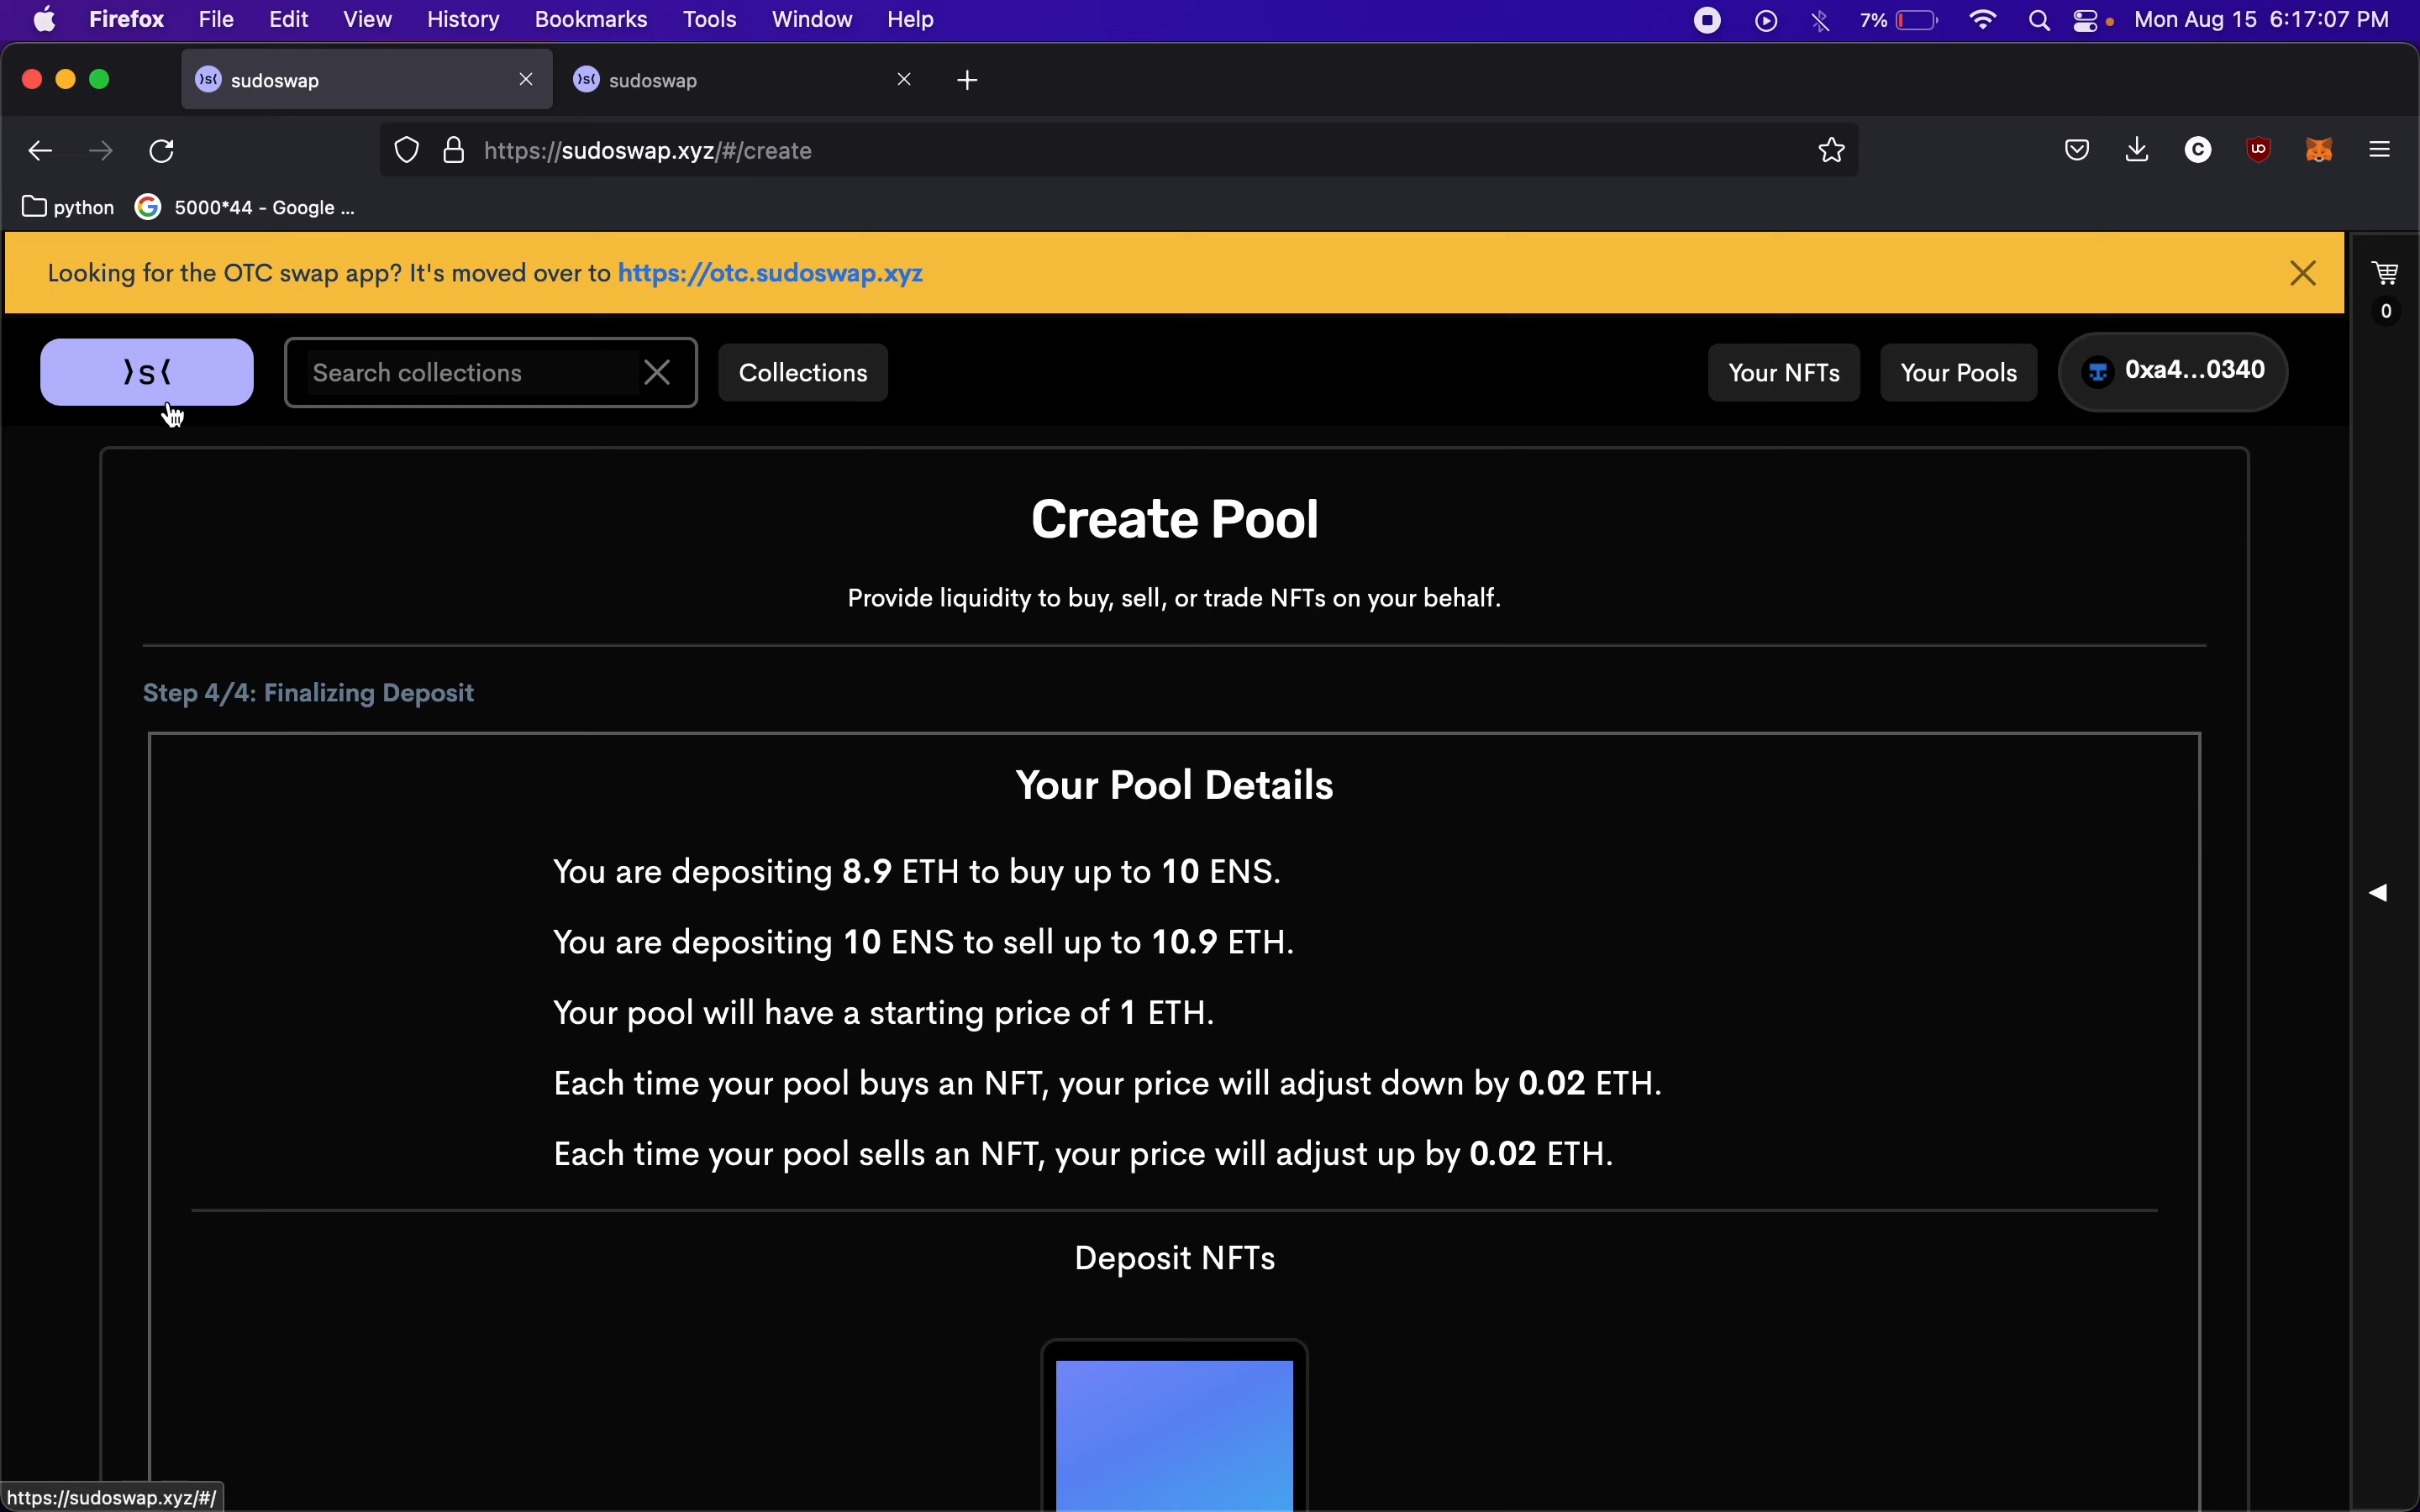 Firefox File Edit View History Bookmarks Tools Window Help 7% Mon Aug 15 6:17:07 PM
)s( sudoswap )s( sudoswap
https://sudoswap.xyz/#/create C uo
python G 5000*44 - Google ...
Looking for the OTC swap app? It's moved over to https://otc.sudoswap.xyz
0
)s( Search collections Collections Your NFTs Your Pools 0xa4...0340
Create Pool
Provide liquidity to buy, sell, or trade NFTs on your behalf.
Step 4/4: Finalizing Deposit
Your Pool Details
You are depositing 8.9 ETH to buy up to 10 ENS.
You are depositing 10 ENS to sell up to 10.9 ETH.
Your pool will have a starting price of 1 ETH.
Each time your pool buys an NFT, your price will adjust down by 0.02 ETH.
Each time your pool sells an NFT, your price will adjust up by 0.02 ETH.
Deposit NFTs
https://sudoswap.xyz/#/